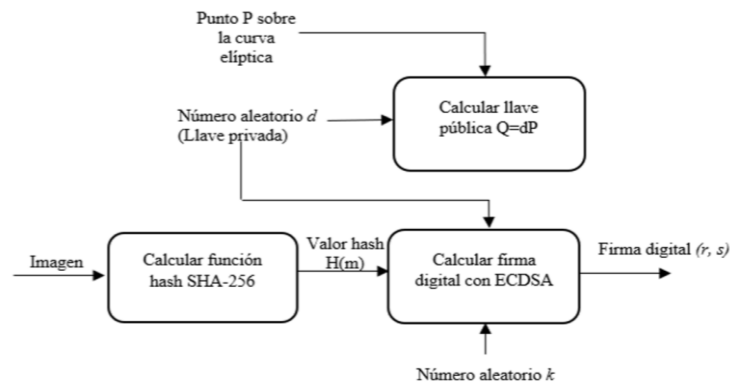 Punto P sobre
la curva
elíptica
Calcular llave
pública Q=dP
Número aleatorio d
(Llave privada)
Imagen
Calcular función
hash SHA-256
Valor hash
H(m)
Calcular firma
digital con ECDSA
Firma digital (r, s)
Número aleatorio k